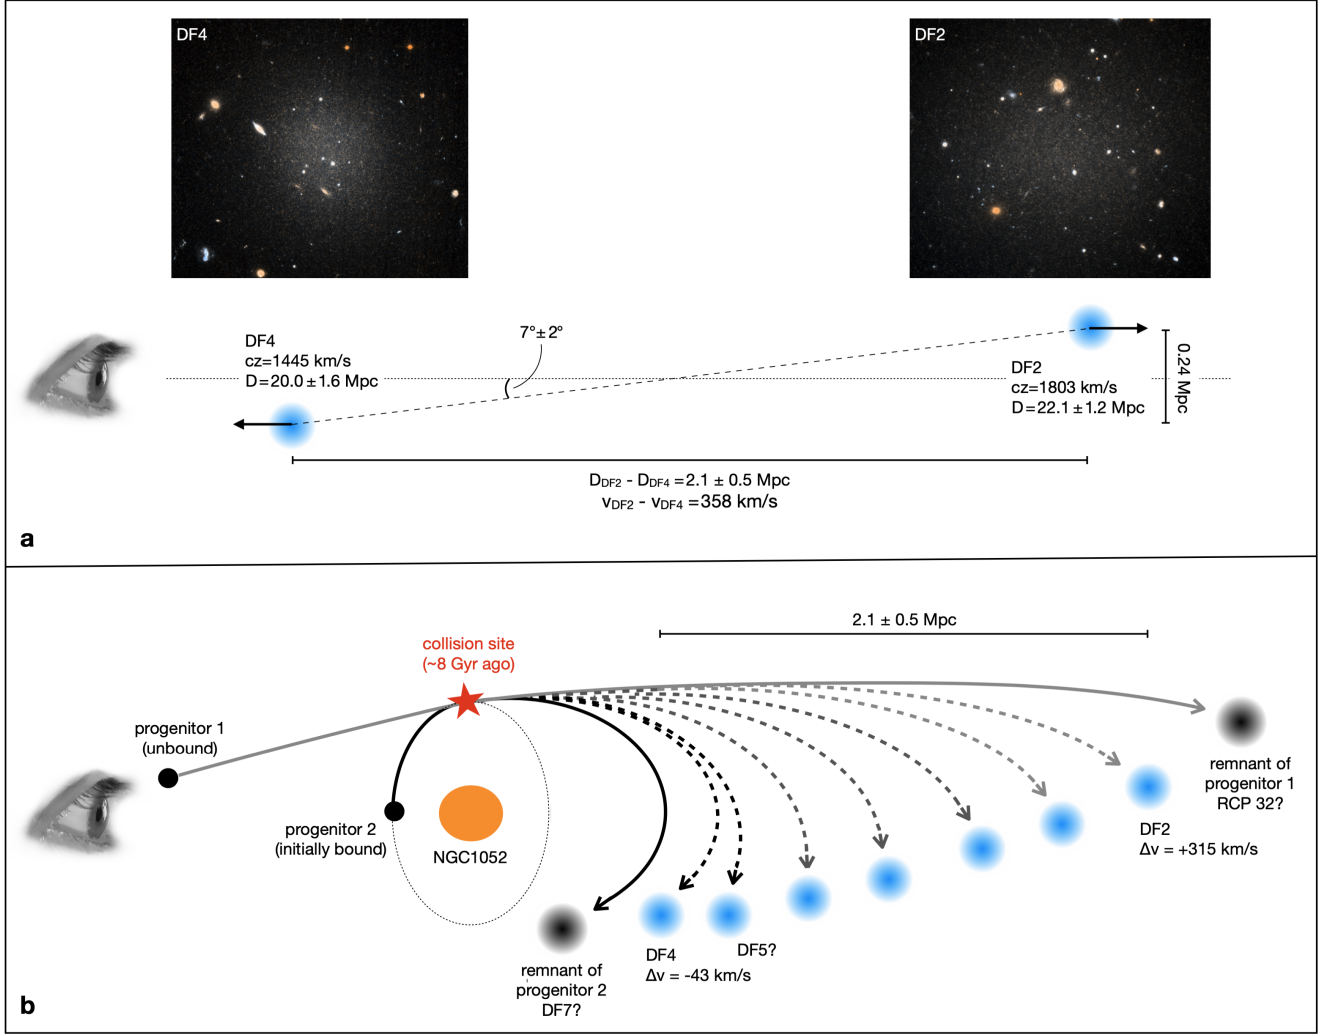 DF4
DF2
7°± 2°
DF4
cz=1445 km/s
D=20.0 ±1.6 Mpc
DF2
cz=1803 km/s
D=22.1 ±1.2 Mpc
0.24 Mpc
DDF2 - DDF4 =2.1 ± 0.5 Mpc
vDF2 - vDF4 =358 km/s
a
2.1 ± 0.5 Mpc
collision site
(~8 Gyr ago)
progenitor 1
(unbound)
progenitor 2
(initially bound)
NGC1052
remnant of
progenitor 1
RCP 32?
DF2
Δv = +315 km/s
DF4
Δv = -43 km/s
DF5?
remnant of
progenitor 2
DF7?
b